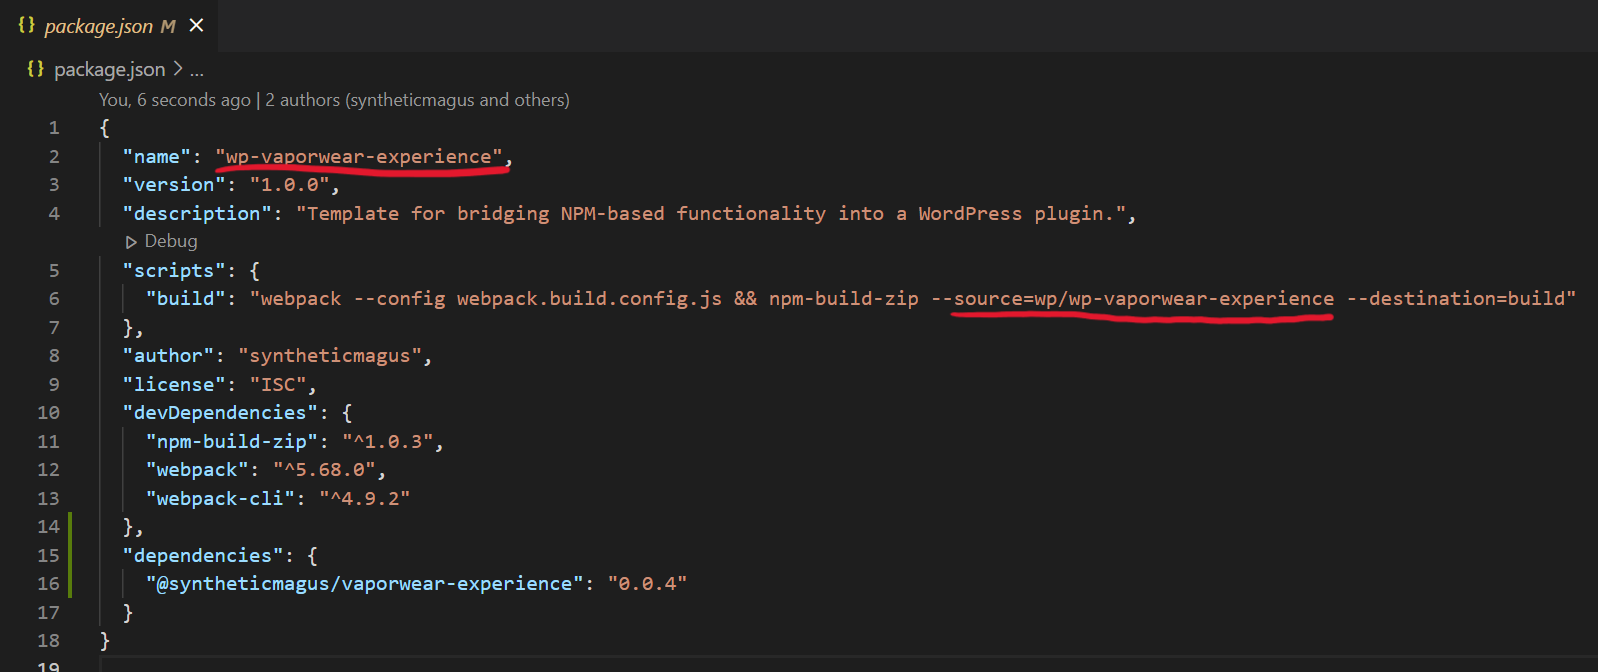 {} package.json M ×
{} package.json > ...
You, 6 seconds ago | 2 authors (syntheticmagus and others)
1 {
2 "name": "wp-vaporwear-experience",
3 "version": "1.0.0",
4 "description": "Template for bridging NPM-based functionality into a WordPress plugin.",
▷ Debug
5 "scripts": {
6 "build": "webpack --config webpack.build.config.js && npm-build-zip --source=wp/wp-vaporwear-experience --destination=build"
7 },
8 "author": "syntheticmagus",
9 "license": "ISC",
10 "devDependencies": {
11 "npm-build-zip": "^1.0.3",
12 "webpack": "^5.68.0",
13 "webpack-cli": "^4.9.2"
14 },
15 "dependencies": {
16 "@syntheticmagus/vaporwear-experience": "0.0.4"
17 }
18 }
19